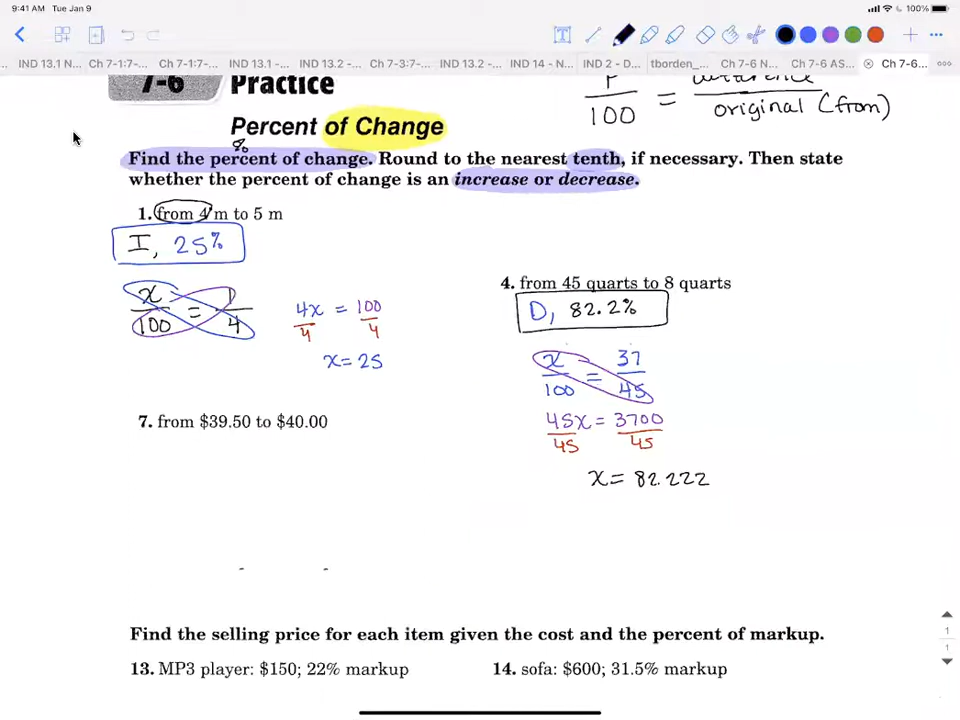 9:41 AM Tue Jan 9
100%
IND 13.1 N... Ch 7-1:7-... Ch 7-1:7-... IND 13.1 -... IND 13.2 -... Ch 7-3:7-... IND 13.2 -... IND 14 - N... IND 2 - D... tborden_... Ch 7-6 N... Ch 7-6 AS... Ch 7-6...
7-6 Practice
P/100 = difference/original (from)
Percent of Change
%
Find the percent of change. Round to the nearest tenth, if necessary. Then state
whether the percent of change is an increase or decrease.
1. from 4 m to 5 m
I, 25%
x/100 = 1/4
4x = 100
4 4
x = 25
4. from 45 quarts to 8 quarts
D, 82.2%
x/100 = 37/45
45x = 3700
45 45
x = 82.222
7. from $39.50 to $40.00
Find the selling price for each item given the cost and the percent of markup.
13. MP3 player: $150; 22% markup
14. sofa: $600; 31.5% markup
1
1